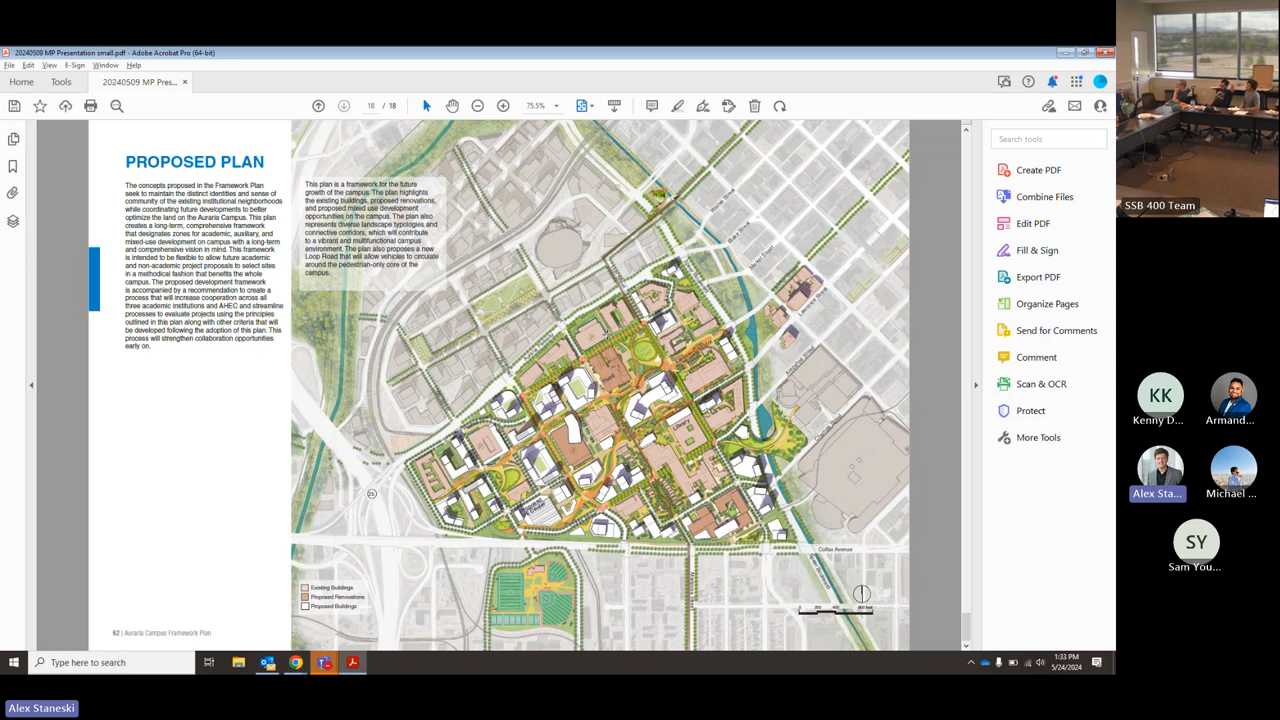 20240509 MP Presentation small.pdf - Adobe Acrobat Pro (64-bit)
File Edit View E-Sign Window Help
Home Tools 20240509 MP Pres... ×
18 / 18 75.5%
PROPOSED PLAN
The concepts proposed in the Framework Plan
seek to maintain the distinct identities and sense of
community of the existing institutional neighborhoods
while coordinating future developments to better
optimize the land on the Auraria Campus. This plan
creates a long-term, comprehensive framework
that designates zones for academic, auxiliary, and
mixed-use development on campus with a long-term
and comprehensive vision in mind. This framework
is intended to be flexible to allow future academic
and non-academic project proposals to select sites
in a methodical fashion that benefits the whole
campus. The proposed development framework
is accompanied by a recommendation to create a
process that will increase cooperation across all
three academic institutions and AHEC and streamline
processes to evaluate projects using the principles
outlined in this plan along with other criteria that will
be developed following the adoption of this plan. This
process will strengthen collaboration opportunities
early on.
62 | Auraria Campus Framework Plan
This plan is a framework for the future
growth of the campus. The plan highlights
the existing buildings, proposed renovations,
and proposed mixed use development
opportunities on the campus. The plan also
represents diverse landscape typologies and
connective corridors, which will contribute
to a vibrant and multifunctional campus
environment. The plan also proposes a new
Loop Road that will allow vehicles to circulate
around the pedestrian-only core of the
campus.
Wazee Street
Market Street
Lawrence Street
Arapahoe Street
Champa Street
Tivoli
Library
25
Colfax Avenue
Speer Boulevard
Existing Buildings
Proposed Renovations
Proposed Buildings
Search tools
Create PDF
Combine Files
Edit PDF
Fill & Sign
Export PDF
Organize Pages
Send for Comments
Comment
Scan & OCR
Protect
More Tools
SSB 400 Team
KK
Kenny D...
Armand...
Alex Sta...
Michael ...
SY
Sam You...
Type here to search
1:33 PM
5/24/2024
Alex Staneski